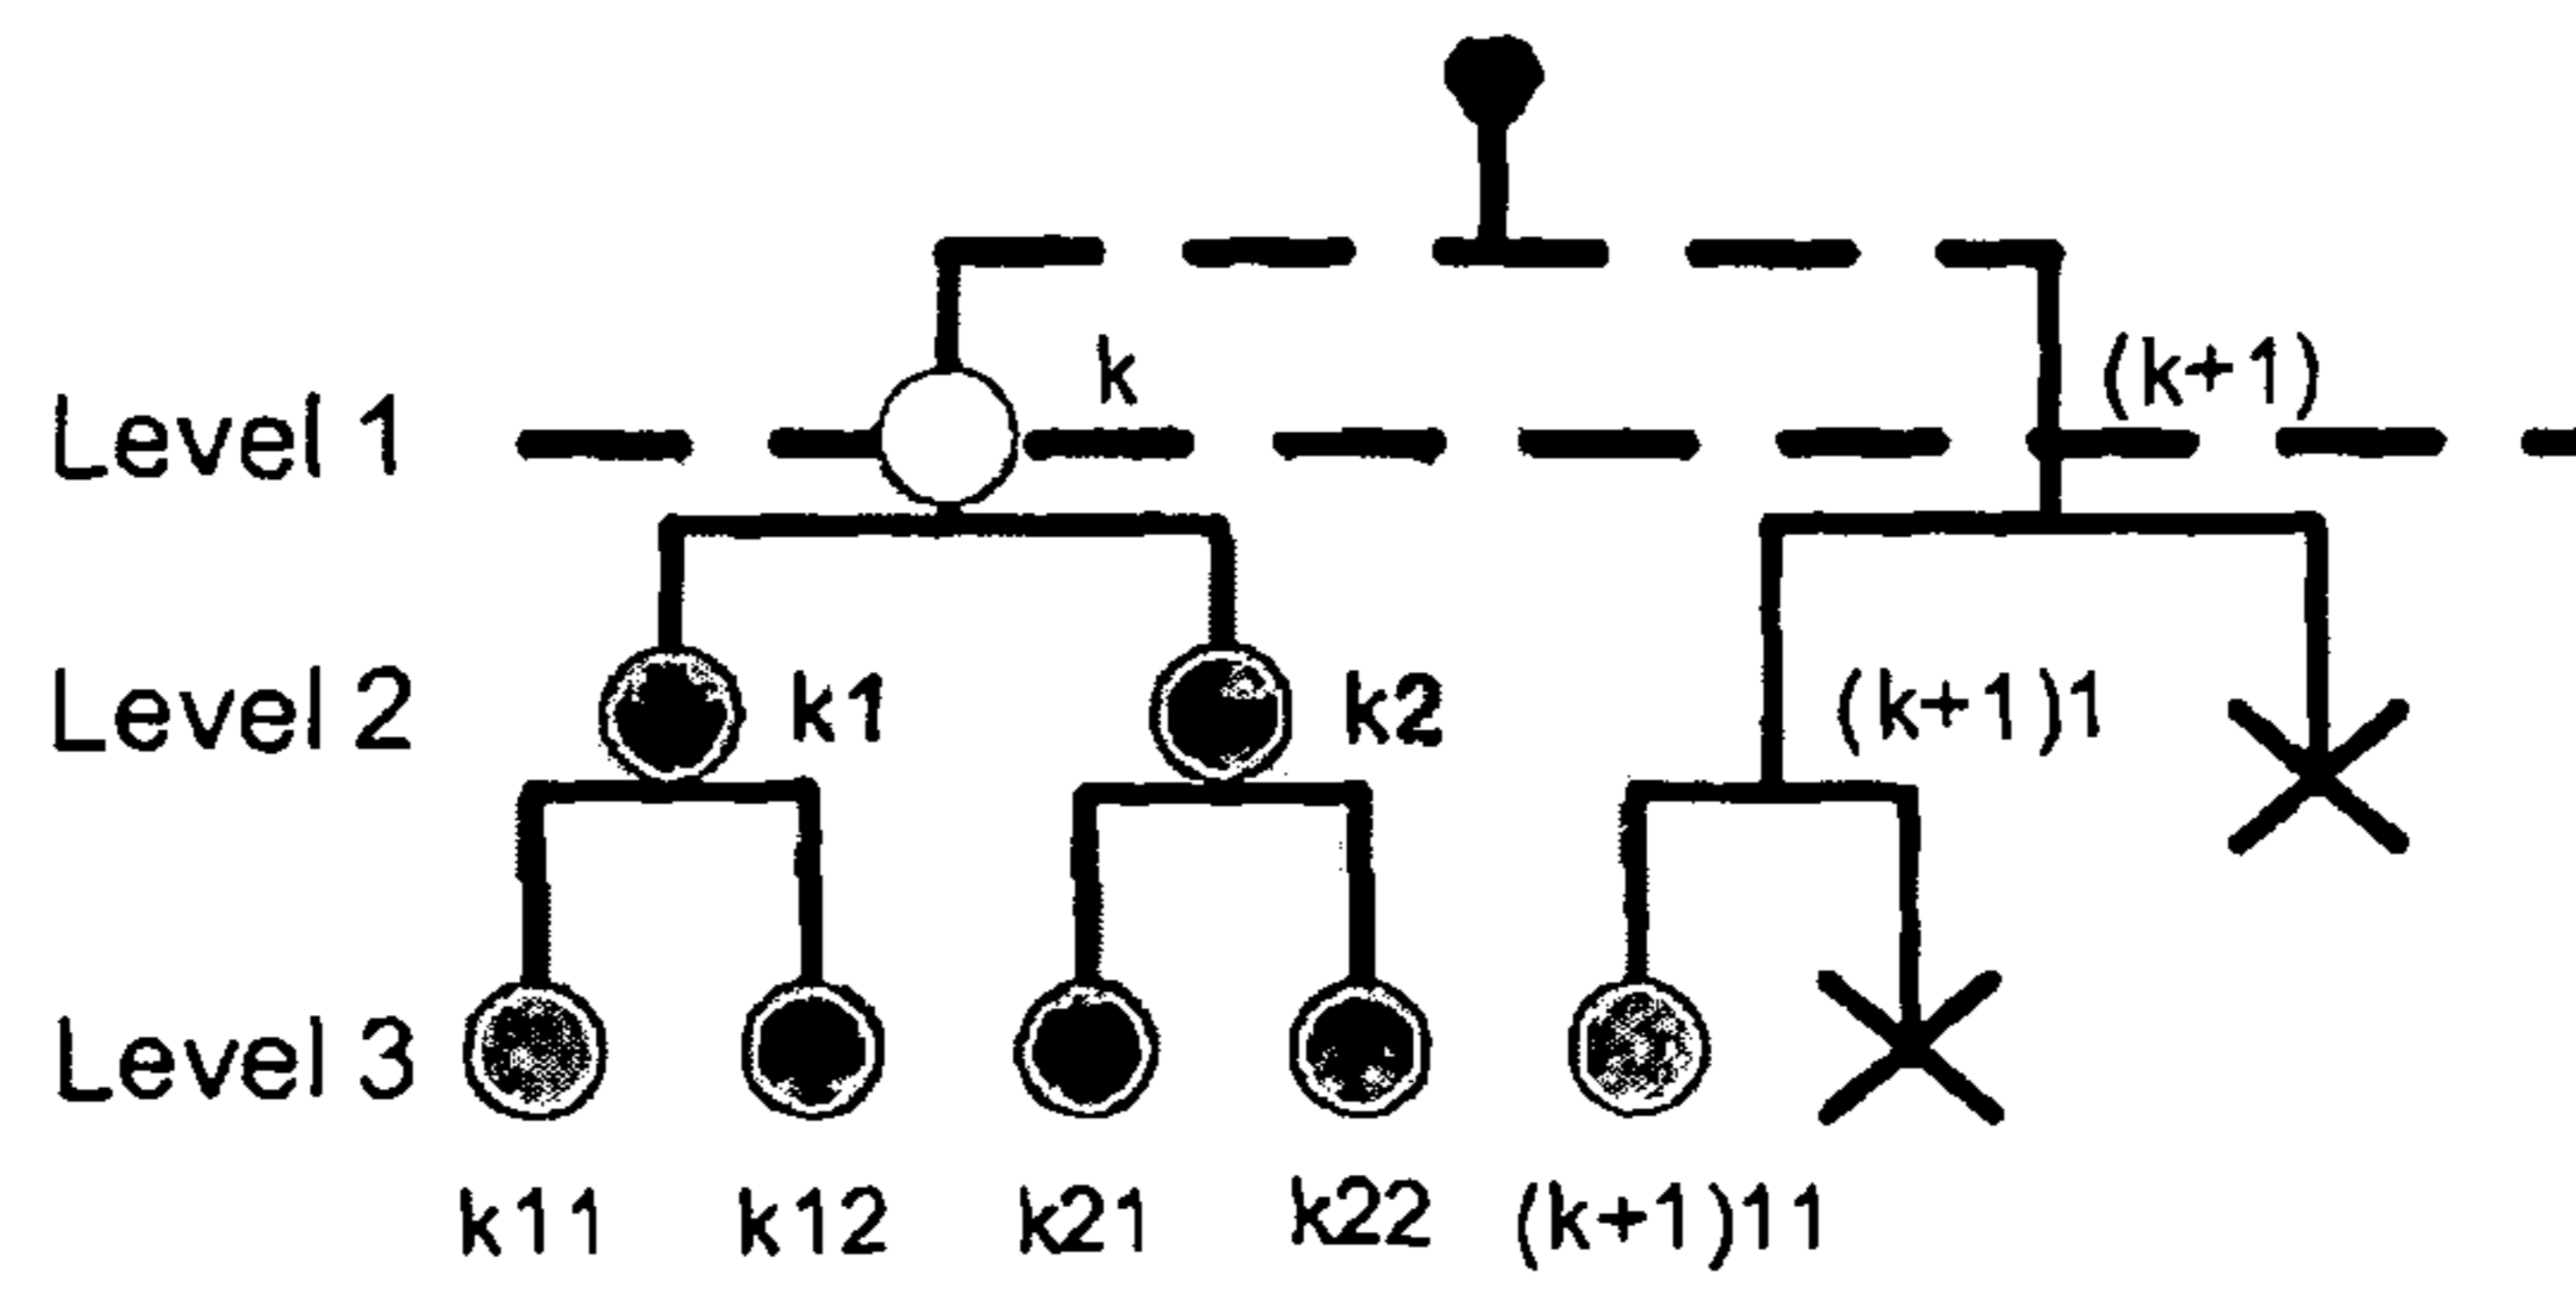 k (k+1)
Level 1
Level 2 k1 k2 (k+1)1
Level 3
k11 k12 k21 k22 (k+1)11